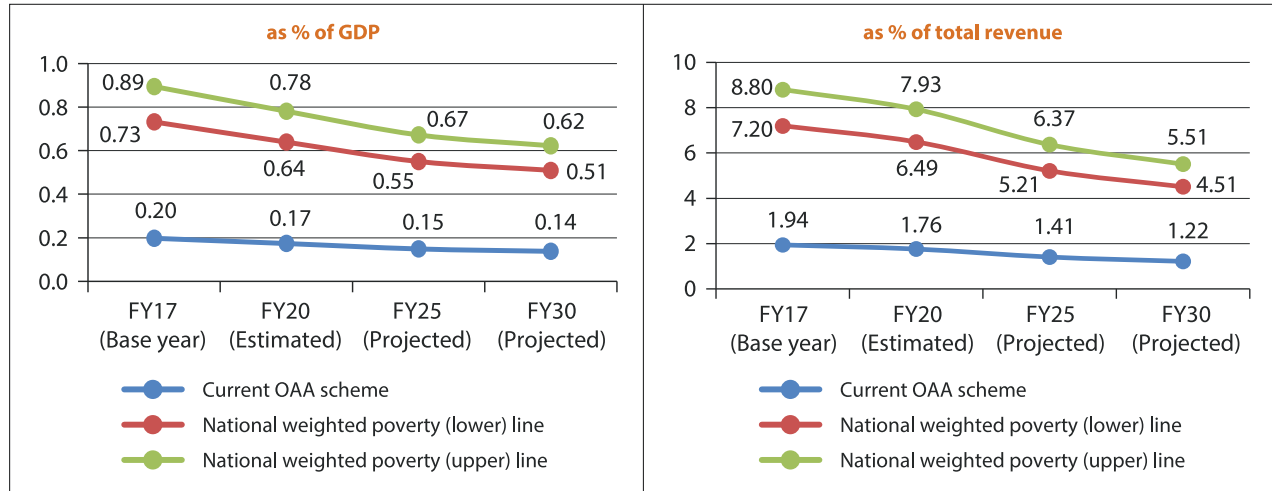 as % of GDP
1.0
0.8
0.6
0.4
0.2
0.0
0.89
0.78
0.67
0.62
0.73
0.64
0.55
0.51
0.20
0.17
0.15
0.14
FY17
(Base year)
FY20
(Estimated)
FY25
(Projected)
FY30
(Projected)
Current OAA scheme
National weighted poverty (lower) line
National weighted poverty (upper) line
as % of total revenue
10
8
6
4
2
0
8.80
7.93
6.37
5.51
7.20
6.49
5.21
4.51
1.94
1.76
1.41
1.22
FY17
(Base year)
FY20
(Estimated)
FY25
(Projected)
FY30
(Projected)
Current OAA scheme
National weighted poverty (lower) line
National weighted poverty (upper) line